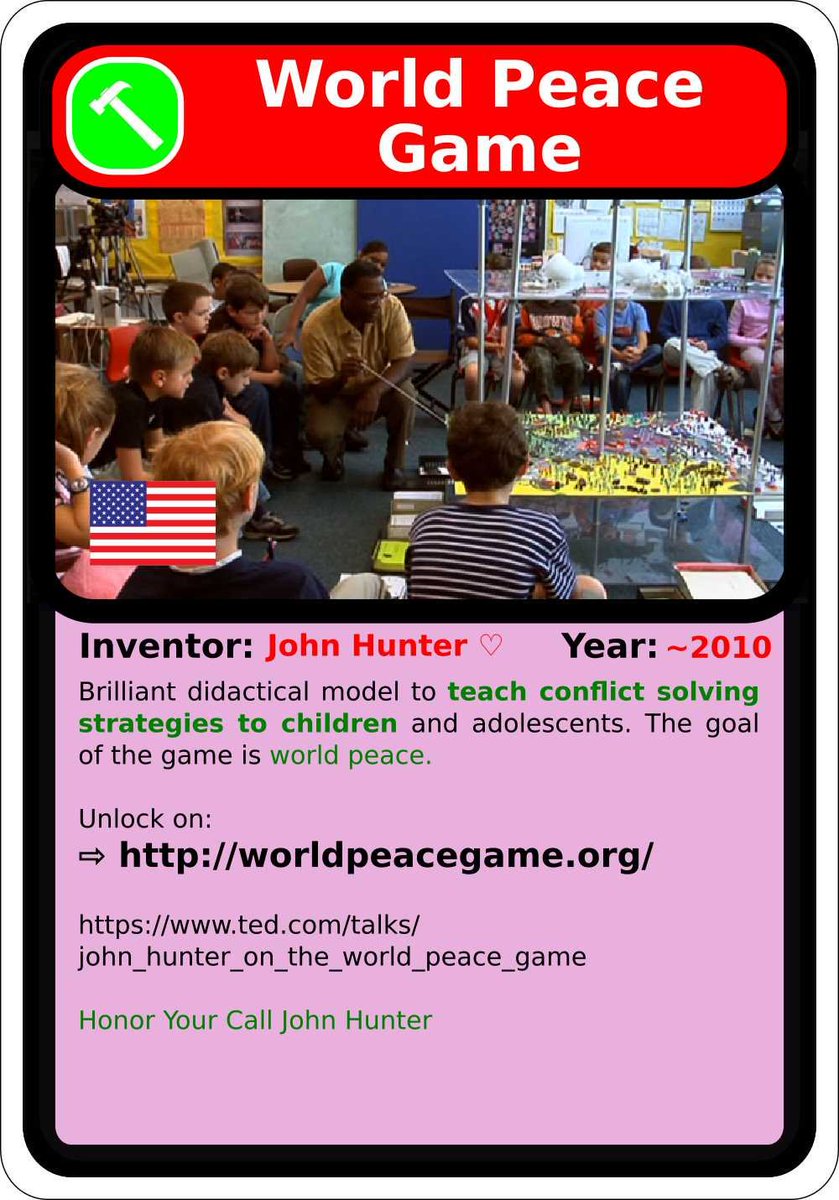 World Peace
Game
Inventor: John Hunter ♡ Year: ~2010
Brilliant didactical model to teach conflict solving
strategies to children and adolescents. The goal
of the game is world peace.
Unlock on:
⇨ http://worldpeacegame.org/
https://www.ted.com/talks/
john_hunter_on_the_world_peace_game
Honor Your Call John Hunter